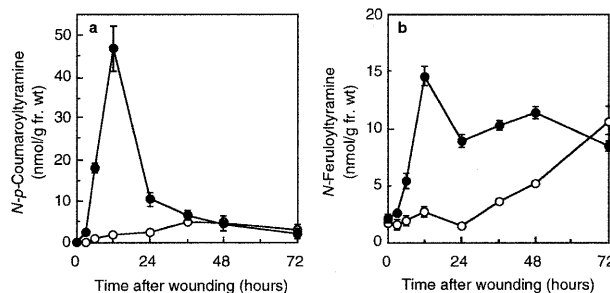 a
N-p-Coumaroyltyramine
(nmol/g fr. wt)
50
40
30
20
10
0
0
24
48
72
Time after wounding (hours)
b
N-Feruloyltyramine
(nmol/g fr. wt)
20
15
10
5
0
0
24
48
72
Time after wounding (hours)